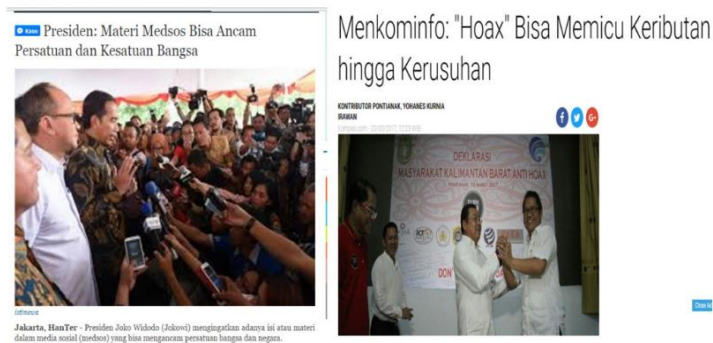 Presiden: Materi Medsos Bisa Ancam
Persatuan dan Kesatuan Bangsa
istimewa
Jakarta, HanTer - Presiden Joko Widodo (Jokowi) mengingatkan adanya isi atau materi
dalam media sosial (medsos) yang bisa mengancam persatuan bangsa dan negara.
Menkominfo: "Hoax" Bisa Memicu Keributan
hingga Kerusuhan
KONTRIBUTOR PONTIANAK, YOHANES KURNIA
IRAWAN
DEKLARASI
MASYARAKAT KALIMANTAN BARAT ANTI HOAX
DON